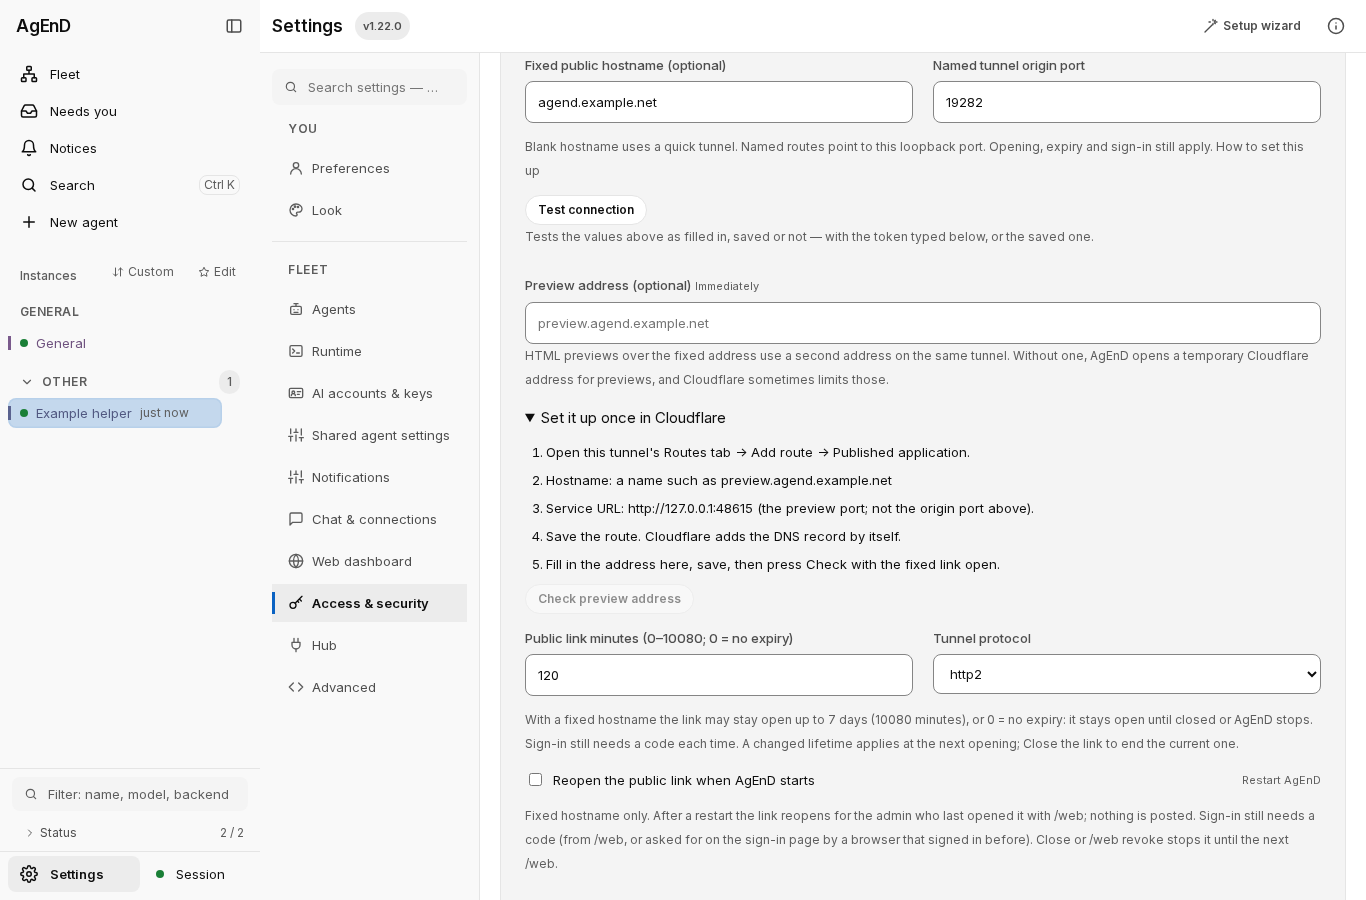 AgEnD
Fleet
Needs you
Notices
Search
Ctrl K
New agent
Instances
Custom
Edit
GENERAL
General
OTHER
1
Example helper
just now
Filter: name, model, backend
Status
2 / 2
Settings
Session
Settings
v1.22.0
Setup wizard
Search settings — ...
YOU
Preferences
Look
FLEET
Agents
Runtime
AI accounts & keys
Shared agent settings
Notifications
Chat & connections
Web dashboard
Access & security
Hub
Advanced
Fixed public hostname (optional)
Named tunnel origin port
agend.example.net
19282
Blank hostname uses a quick tunnel. Named routes point to this loopback port. Opening, expiry and sign-in still apply. How to set this
up
Test connection
Tests the values above as filled in, saved or not — with the token typed below, or the saved one.
Preview address (optional) Immediately
preview.agend.example.net
HTML previews over the fixed address use a second address on the same tunnel. Without one, AgEnD opens a temporary Cloudflare
address for previews, and Cloudflare sometimes limits those.
▼ Set it up once in Cloudflare
1. Open this tunnel's Routes tab → Add route → Published application.
2. Hostname: a name such as preview.agend.example.net
3. Service URL: http://127.0.0.1:48615 (the preview port; not the origin port above).
4. Save the route. Cloudflare adds the DNS record by itself.
5. Fill in the address here, save, then press Check with the fixed link open.
Check preview address
Public link minutes (0–10080; 0 = no expiry)
Tunnel protocol
120
http2
With a fixed hostname the link may stay open up to 7 days (10080 minutes), or 0 = no expiry: it stays open until closed or AgEnD stops.
Sign-in still needs a code each time. A changed lifetime applies at the next opening; Close the link to end the current one.
Reopen the public link when AgEnD starts
Restart AgEnD
Fixed hostname only. After a restart the link reopens for the admin who last opened it with /web; nothing is posted. Sign-in still needs a
code (from /web, or asked for on the sign-in page by a browser that signed in before). Close or /web revoke stops it until the next
/web.